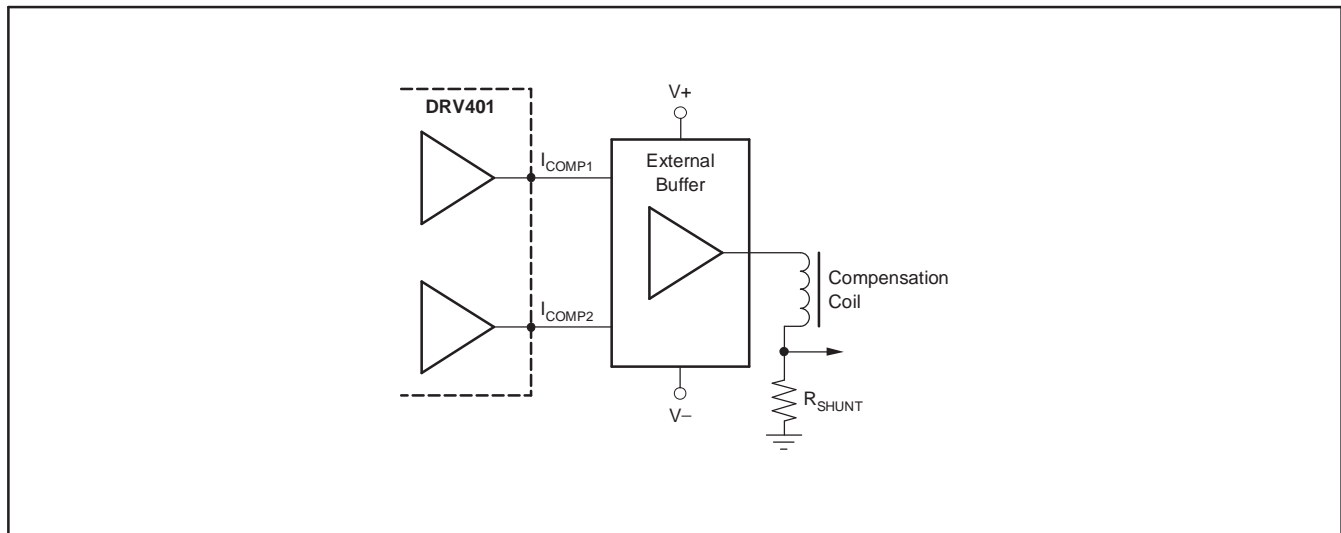 DRV401
V+
I_COMP1
External
Buffer
Compensation
Coil
I_COMP2
R_SHUNT
V−